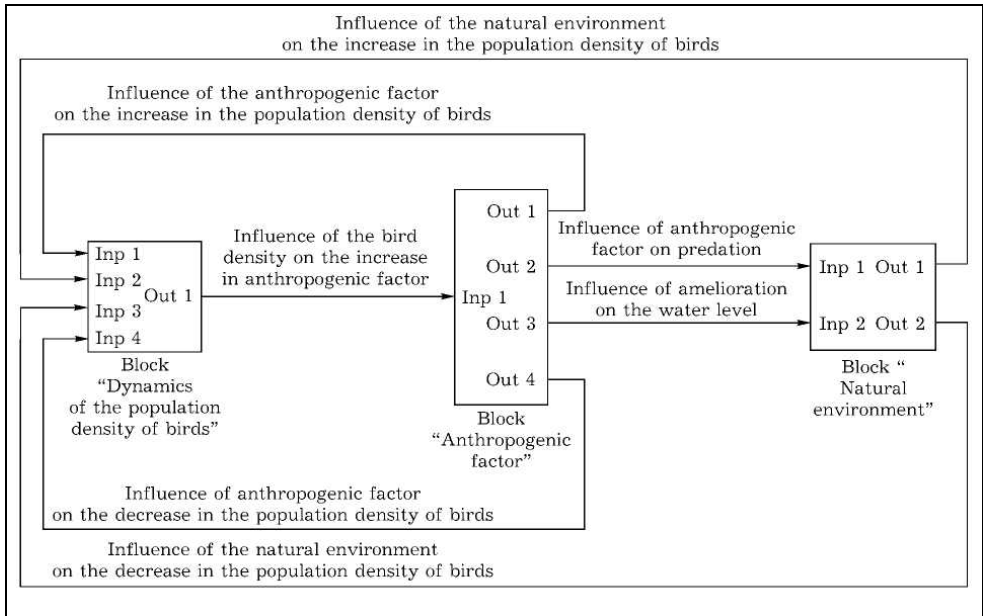 Influence of the natural environment
on the increase in the population density of birds
Influence of the anthropogenic factor
on the increase in the population density of birds
Inp 1
Inp 2
Out 1
Inp 3
Inp 4
Block
“Dynamics
of the population
density of birds”
Influence of the bird
density on the increase
in anthropogenic factor
Out 1
Out 2
Inp 1
Out 3
Out 4
Block
“Anthropogenic
factor”
Influence of anthropogenic
factor on predation
Influence of amelioration
on the water level
Inp 1 Out 1
Inp 2 Out 2
Block “
Natural
environment”
Influence of anthropogenic factor
on the decrease in the population density of birds
Influence of the natural environment
on the decrease in the population density of birds